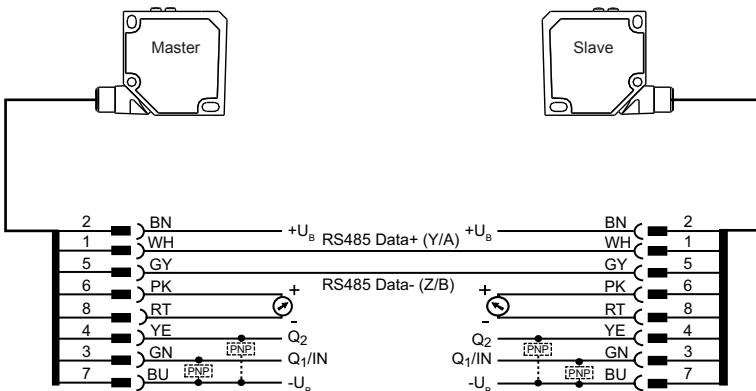 Master Slave
2 BN +UB +UB BN 2
1 WH RS485 Data+ (Y/A) WH 1
5 GY GY 5
6 PK + RS485 Data- (Z/B) + PK 6
8 RT - - RT 8
4 YE Q2 Q2 YE 4
PNP PNP
3 GN Q1/IN Q1/IN GN 3
PNP PNP
7 BU -UB -UB BU 7